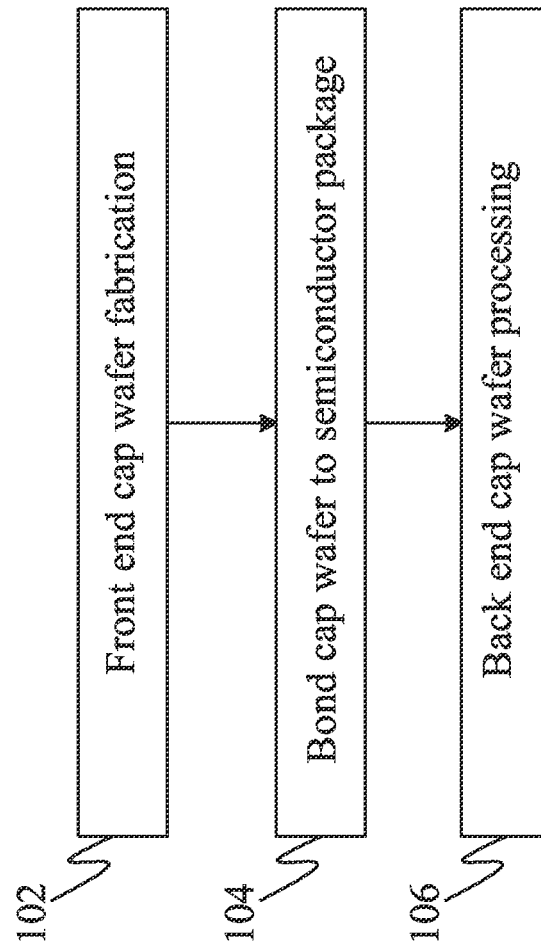 102
Front end cap wafer fabrication
104
Bond cap wafer to semiconductor package
106
Back end cap wafer processing